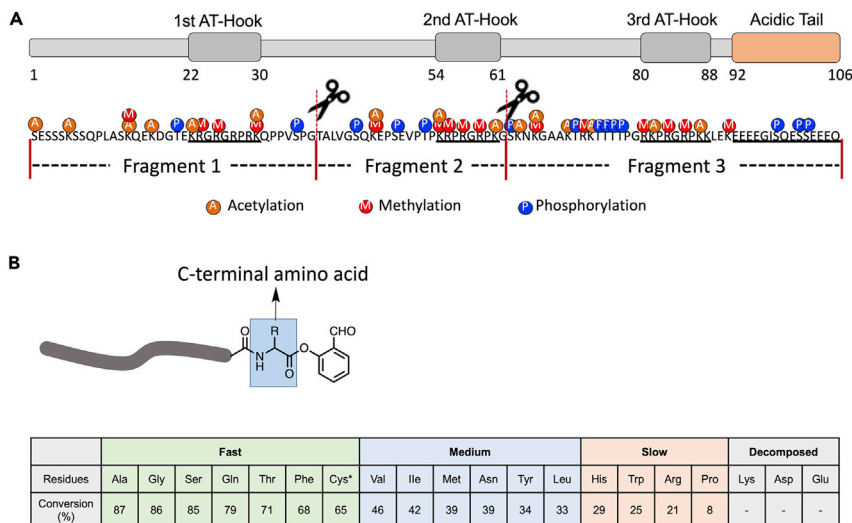 A
1st AT-Hook 2nd AT-Hook 3rd AT-Hook Acidic Tail
1 22 30 54 61 80 88 92 106
M A A A A
SESSSKSSQPLASKQEKDGTEKRGRGRPRKQPPVSPGTALVGSQKEPSEVPTPKRPRGRPKGSKNKGAAKTRKTTTTPGRKPRGRPKKLEKEEEEGISQESSEEEQ
Fragment 1 Fragment 2 Fragment 3
A Acetylation M Methylation P Phosphorylation
B
C-terminal amino acid
O R O CHO
N
H O
Fast Medium Slow Decomposed
Residues Ala Gly Ser Gln Thr Phe Cys* Val Ile Met Asn Tyr Leu His Trp Arg Pro Lys Asp Glu
Conversion (%) 87 86 85 79 71 68 65 46 42 39 39 34 33 29 25 21 8 - - -